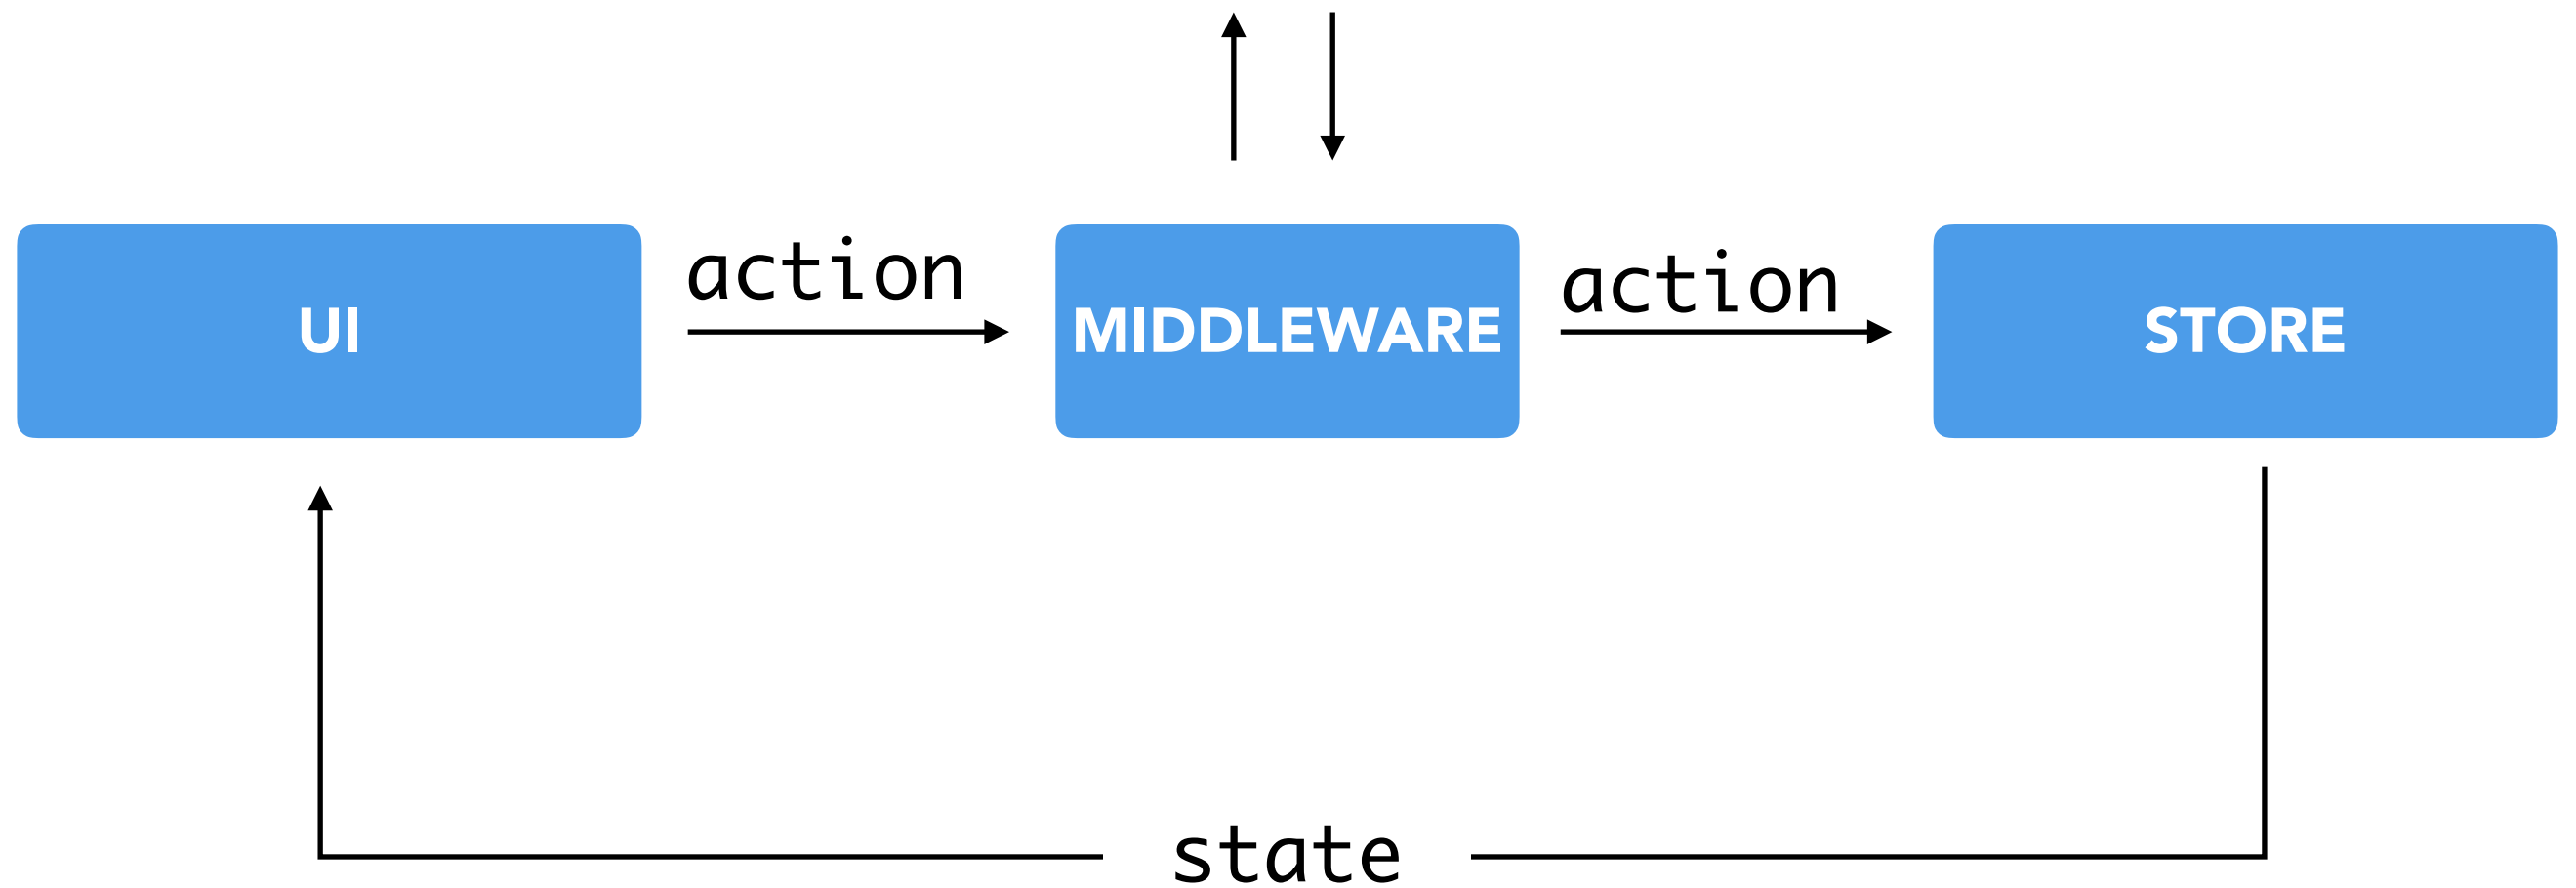 action
action
UI
MIDDLEWARE
STORE
state